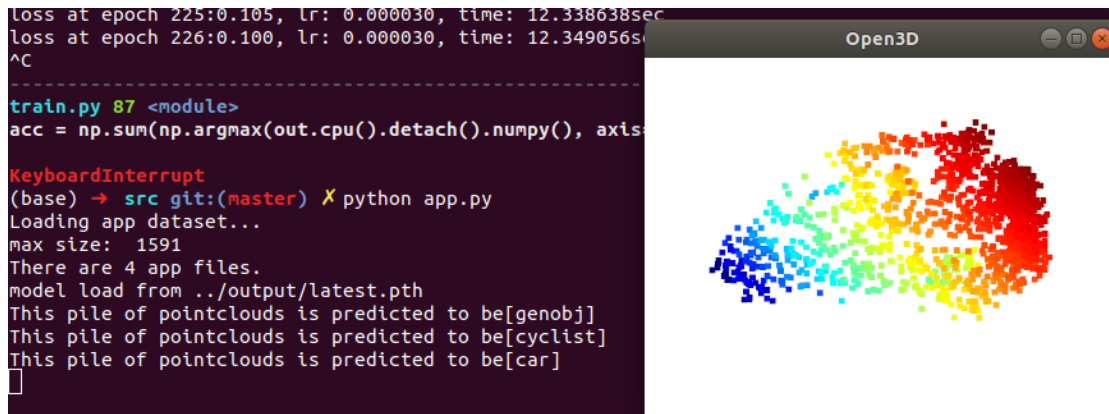 loss at epoch 225:0.105, lr: 0.000030, time: 12.338638sec
loss at epoch 226:0.100, lr: 0.000030, time: 12.349056s
^C
train.py 87 <module>
acc = np.sum(np.argmax(out.cpu().detach().numpy(), axis=
KeyboardInterrupt
(base) → src git:(master) ✗ python app.py
Loading app dataset...
max size:  1591
There are 4 app files.
model load from ../output/latest.pth
This pile of pointclouds is predicted to be[genobj]
This pile of pointclouds is predicted to be[cyclist]
This pile of pointclouds is predicted to be[car]
Open3D